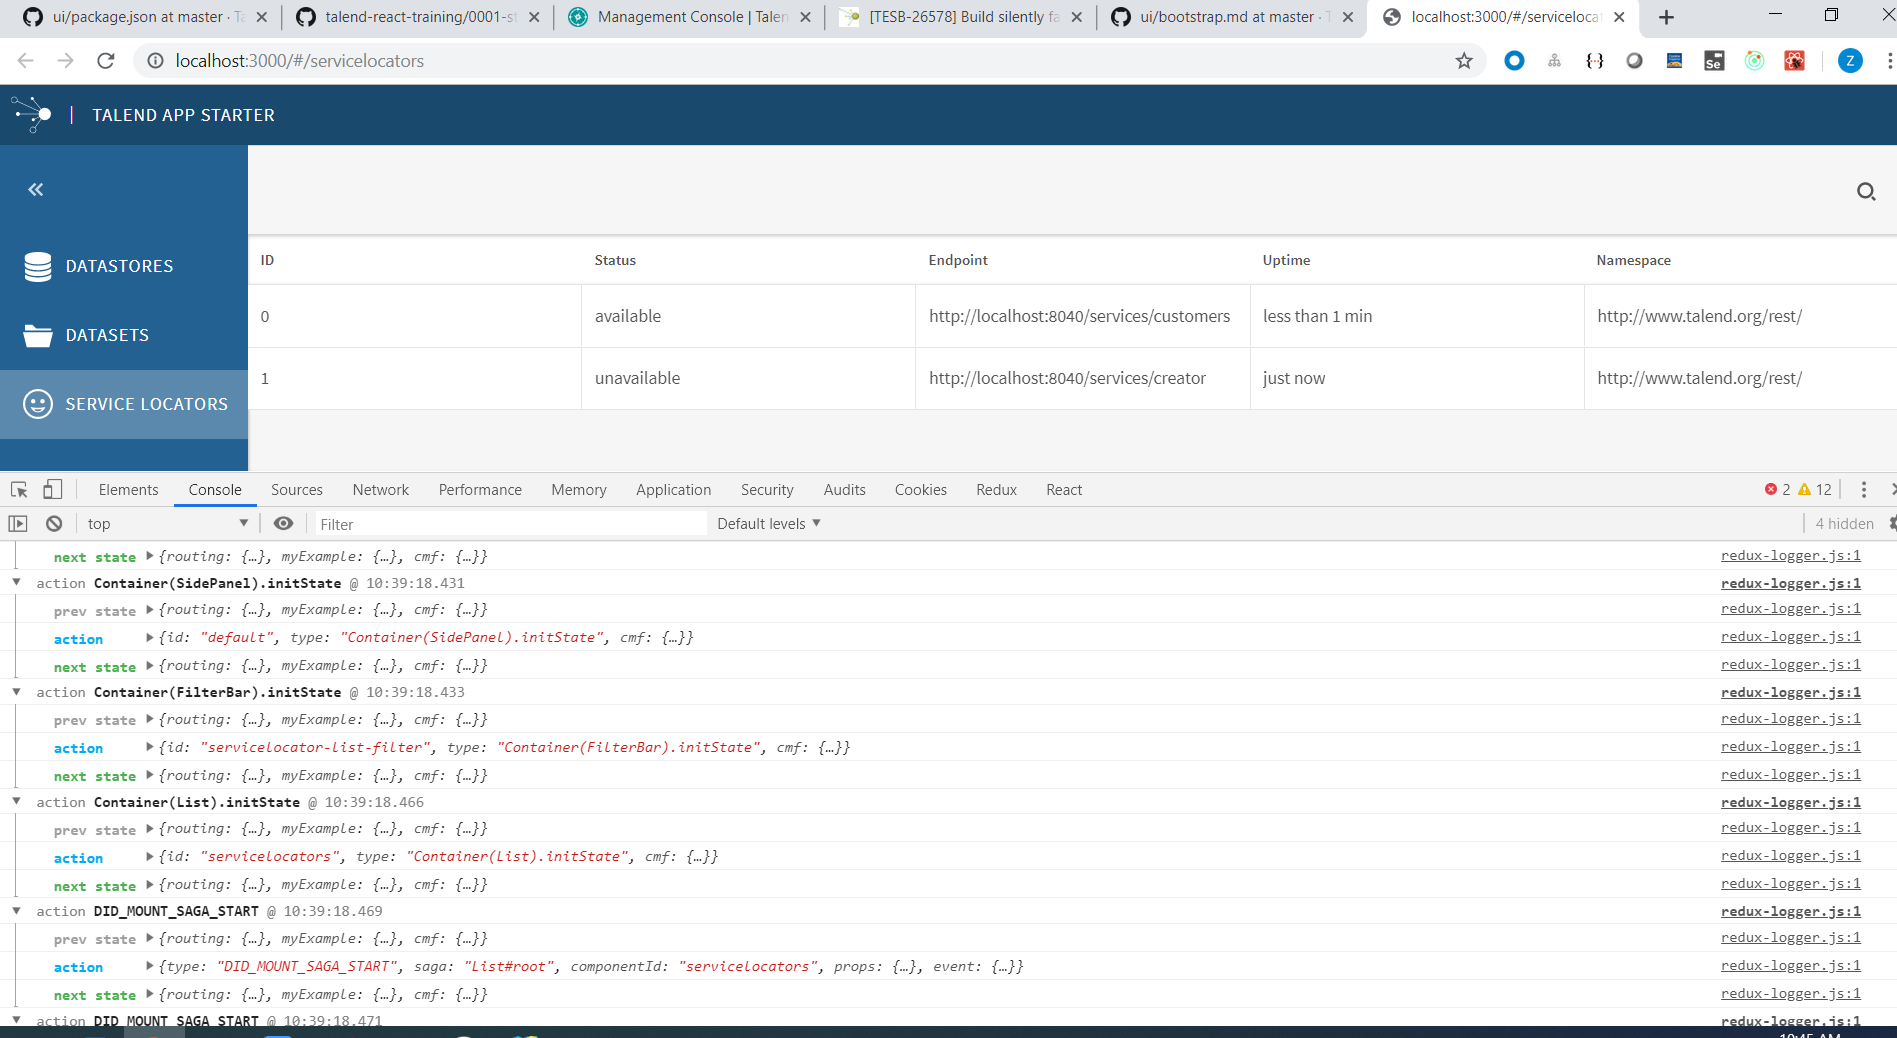 ui/package.json at master · Ta talend-react-training/0001-st Management Console | Talen [TESB-26578] Build silently fa ui/bootstrap.md at master · T localhost:3000/#/servicelocat
localhost:3000/#/servicelocators
Se Z
TALEND APP STARTER
DATASTORES
DATASETS
SERVICE LOCATORS
ID Status Endpoint Uptime Namespace
0 available http://localhost:8040/services/customers less than 1 min http://www.talend.org/rest/
1 unavailable http://localhost:8040/services/creator just now http://www.talend.org/rest/
Elements Console Sources Network Performance Memory Application Security Audits Cookies Redux React 2 12
top Filter Default levels ▼ 4 hidden
next state ▶{routing: {…}, myExample: {…}, cmf: {…}} redux-logger.js:1
▼ action Container(SidePanel).initState @ 10:39:18.431 redux-logger.js:1
prev state ▶{routing: {…}, myExample: {…}, cmf: {…}} redux-logger.js:1
action ▶{id: "default", type: "Container(SidePanel).initState", cmf: {…}} redux-logger.js:1
next state ▶{routing: {…}, myExample: {…}, cmf: {…}} redux-logger.js:1
▼ action Container(FilterBar).initState @ 10:39:18.433 redux-logger.js:1
prev state ▶{routing: {…}, myExample: {…}, cmf: {…}} redux-logger.js:1
action ▶{id: "servicelocator-list-filter", type: "Container(FilterBar).initState", cmf: {…}} redux-logger.js:1
next state ▶{routing: {…}, myExample: {…}, cmf: {…}} redux-logger.js:1
▼ action Container(List).initState @ 10:39:18.466 redux-logger.js:1
prev state ▶{routing: {…}, myExample: {…}, cmf: {…}} redux-logger.js:1
action ▶{id: "servicelocators", type: "Container(List).initState", cmf: {…}} redux-logger.js:1
next state ▶{routing: {…}, myExample: {…}, cmf: {…}} redux-logger.js:1
▼ action DID_MOUNT_SAGA_START @ 10:39:18.469 redux-logger.js:1
prev state ▶{routing: {…}, myExample: {…}, cmf: {…}} redux-logger.js:1
action ▶{type: "DID_MOUNT_SAGA_START", saga: "List#root", componentId: "servicelocators", props: {…}, event: {…}} redux-logger.js:1
next state ▶{routing: {…}, myExample: {…}, cmf: {…}} redux-logger.js:1
▼ action DID_MOUNT_SAGA_START @ 10:39:18.471 redux-logger.js:1
10:45 AM